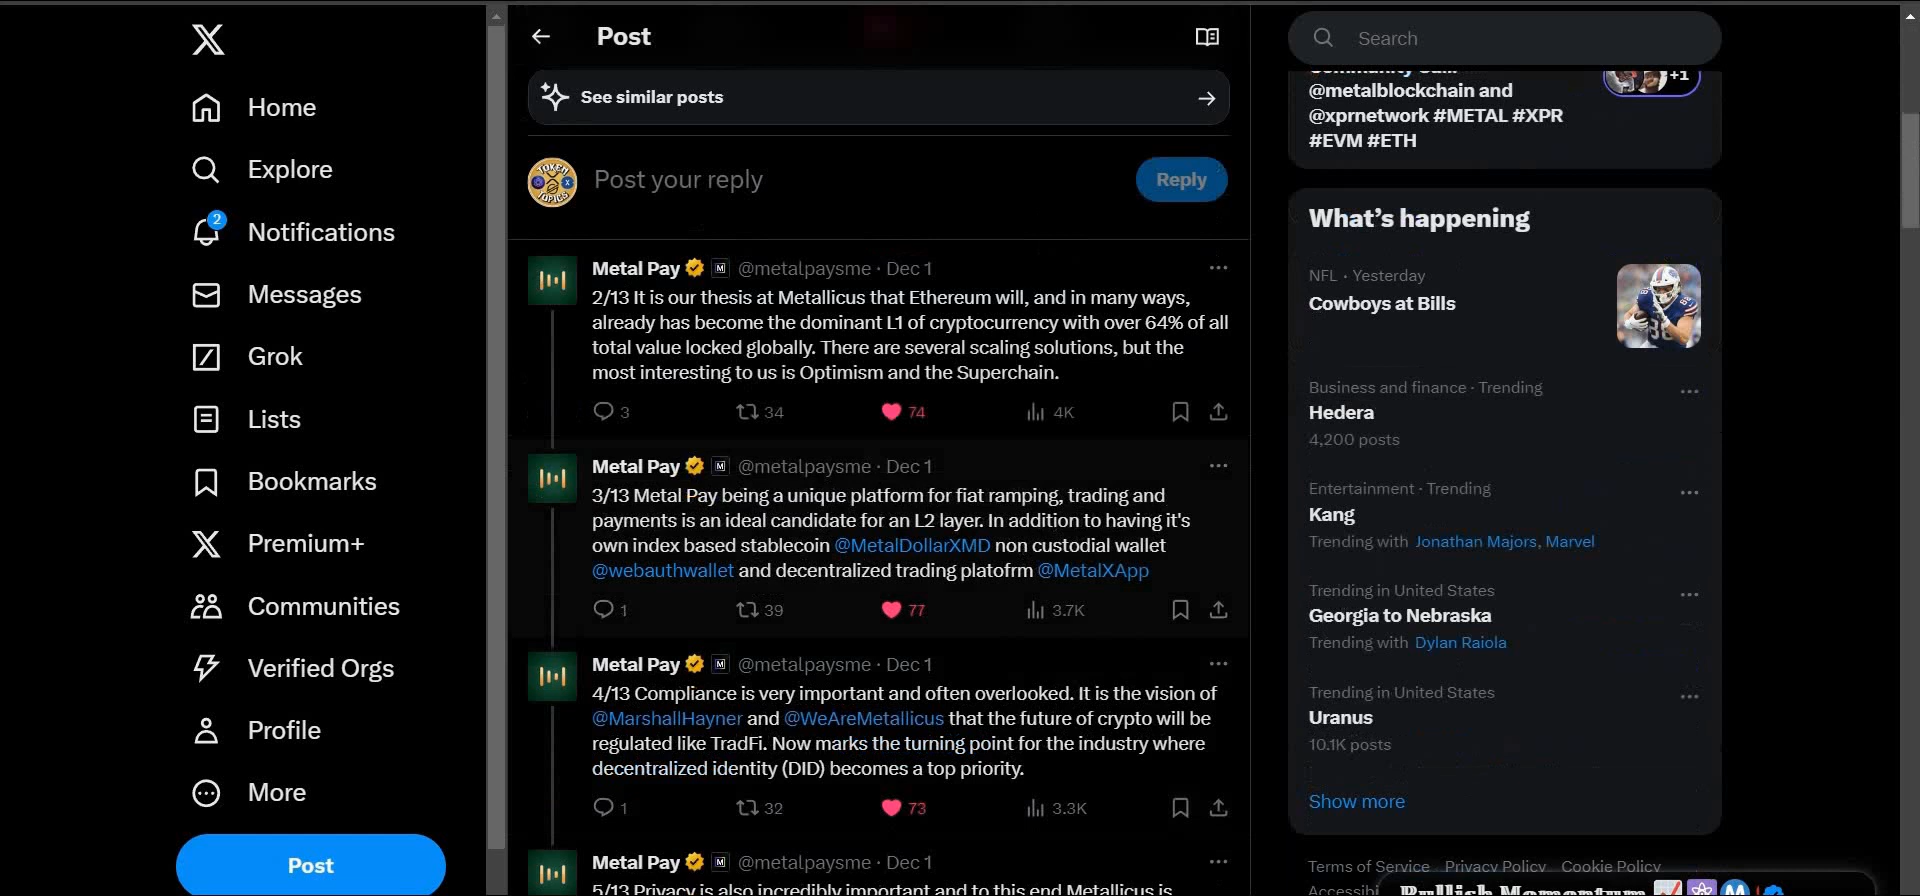 Home
Explore
2
Notifications
Messages
Grok
Lists
Bookmarks
Premium+
Communities
Verified Orgs
Profile
More
Post
Post
See similar posts
TOKEN
TOPICS
Post your reply
Reply
Metal Pay M @metalpaysme · Dec 1
2/13 It is our thesis at Metallicus that Ethereum will, and in many ways,
already has become the dominant L1 of cryptocurrency with over 64% of all
total value locked globally. There are several scaling solutions, but the
most interesting to us is Optimism and the Superchain.
3 34 74 4K
Metal Pay M @metalpaysme · Dec 1
3/13 Metal Pay being a unique platform for fiat ramping, trading and
payments is an ideal candidate for an L2 layer. In addition to having it's
own index based stablecoin @MetalDollarXMD non custodial wallet
@webauthwallet and decentralized trading platofrm @MetalXApp
1 39 77 3.7K
Metal Pay M @metalpaysme · Dec 1
4/13 Compliance is very important and often overlooked. It is the vision of
@MarshallHayner and @WeAreMetallicus that the future of crypto will be
regulated like TradFi. Now marks the turning point for the industry where
decentralized identity (DID) becomes a top priority.
1 32 73 3.3K
Metal Pay M @metalpaysme · Dec 1
5/13 Privacy is also incredibly important and to this end Metallicus is
Search
+1
@metalblockchain and
@xprnetwork #METAL #XPR
#EVM #ETH
What's happening
NFL · Yesterday
Cowboys at Bills
Business and finance · Trending
Hedera
4,200 posts
Entertainment · Trending
Kang
Trending with Jonathan Majors, Marvel
Trending in United States
Georgia to Nebraska
Trending with Dylan Raiola
Trending in United States
Uranus
10.1K posts
Show more
Terms of Service Privacy Policy Cookie Policy
Bullish Momentum